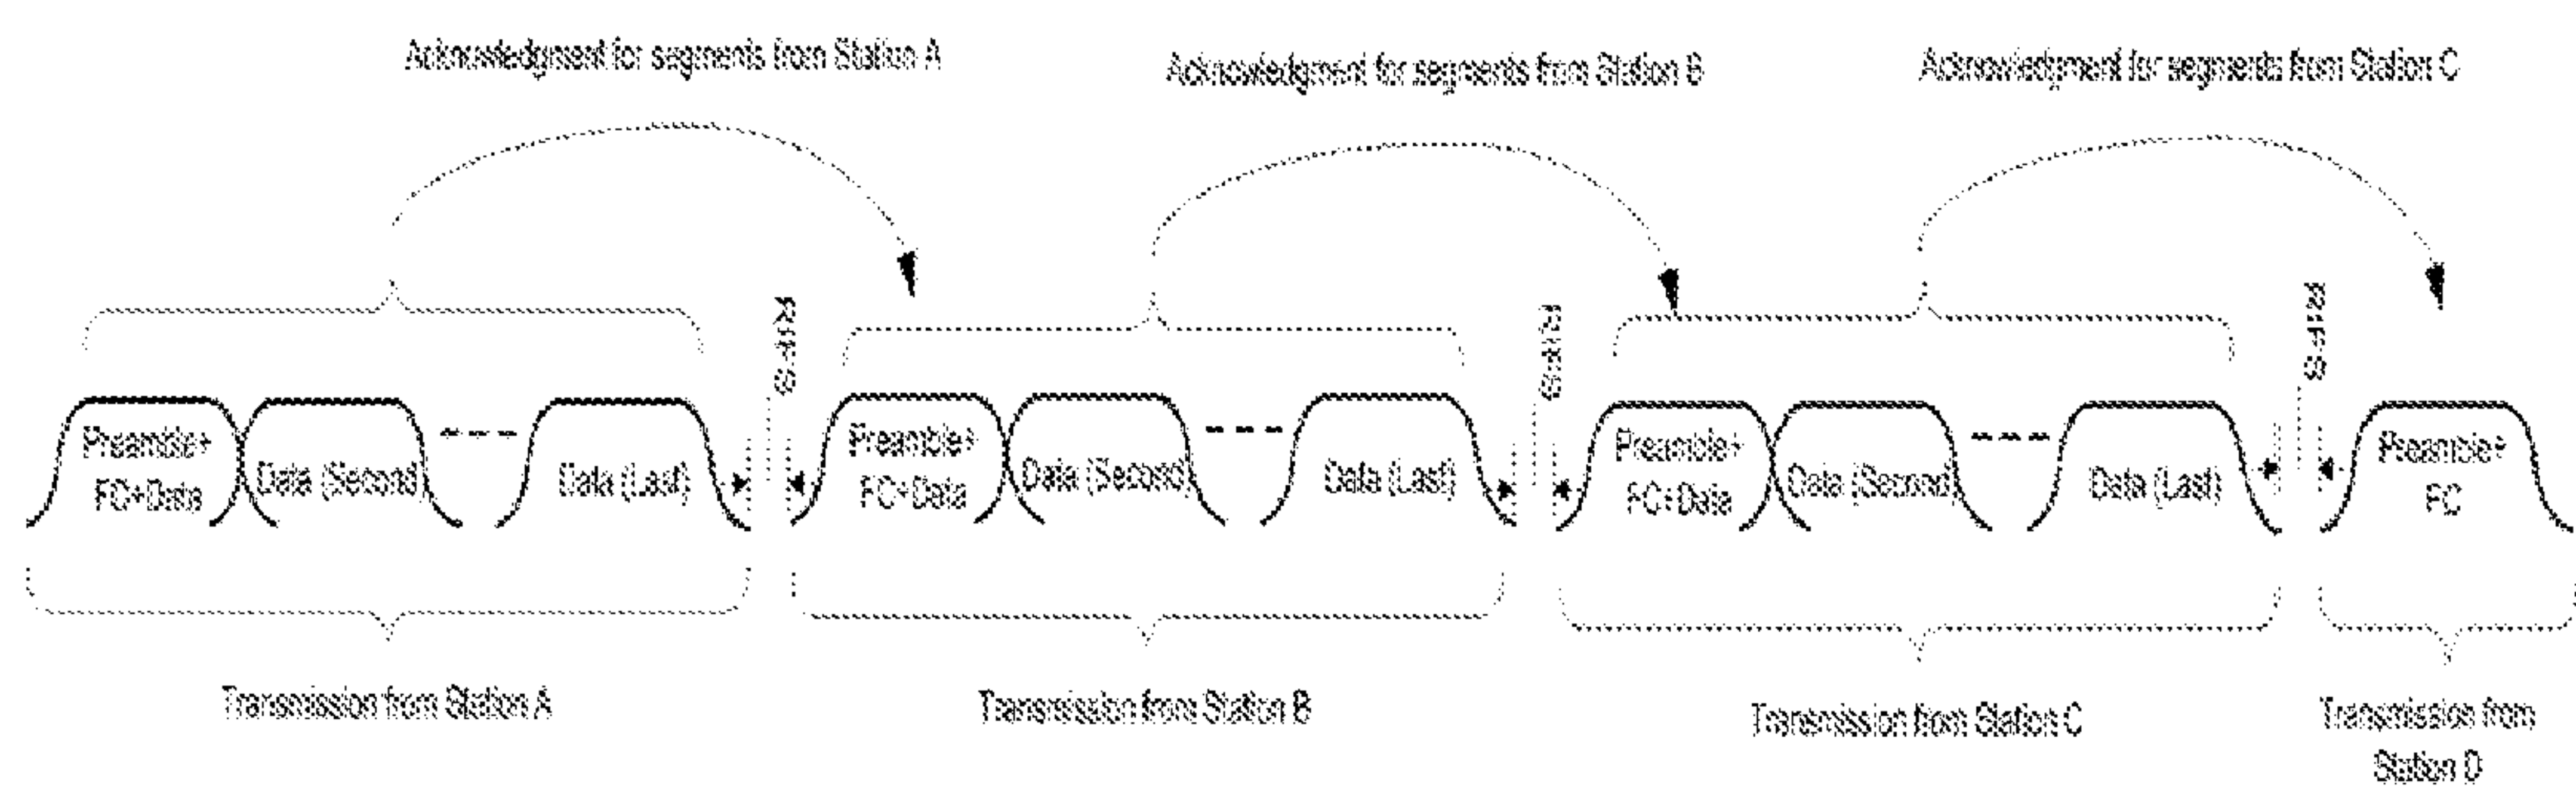 Acknowledgment for segments from Station A
Acknowledgment for segments from Station B
Acknowledgment for segments from Station C
RIFS
RIFS
RIFS
Preamble+
FC+Data
Data (Second)
Data (Last)
Preamble+
FC+Data
Data (Second)
Data (Last)
Preamble+
FC+Data
Data (Second)
Data (Last)
Preamble+
FC
Transmission from Station A
Transmission from Station B
Transmission from Station C
Transmission from
Station D